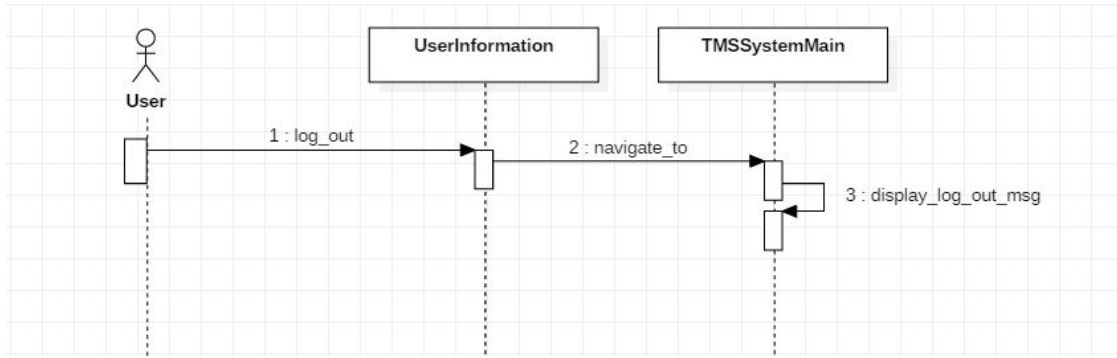 UserInformation
TMSSystemMain
User
1 : log_out
2 : navigate_to
3 : display_log_out_msg